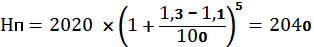 Нп = 2020 × (1 + (1,3 − 1,1)/100)^5 = 2040